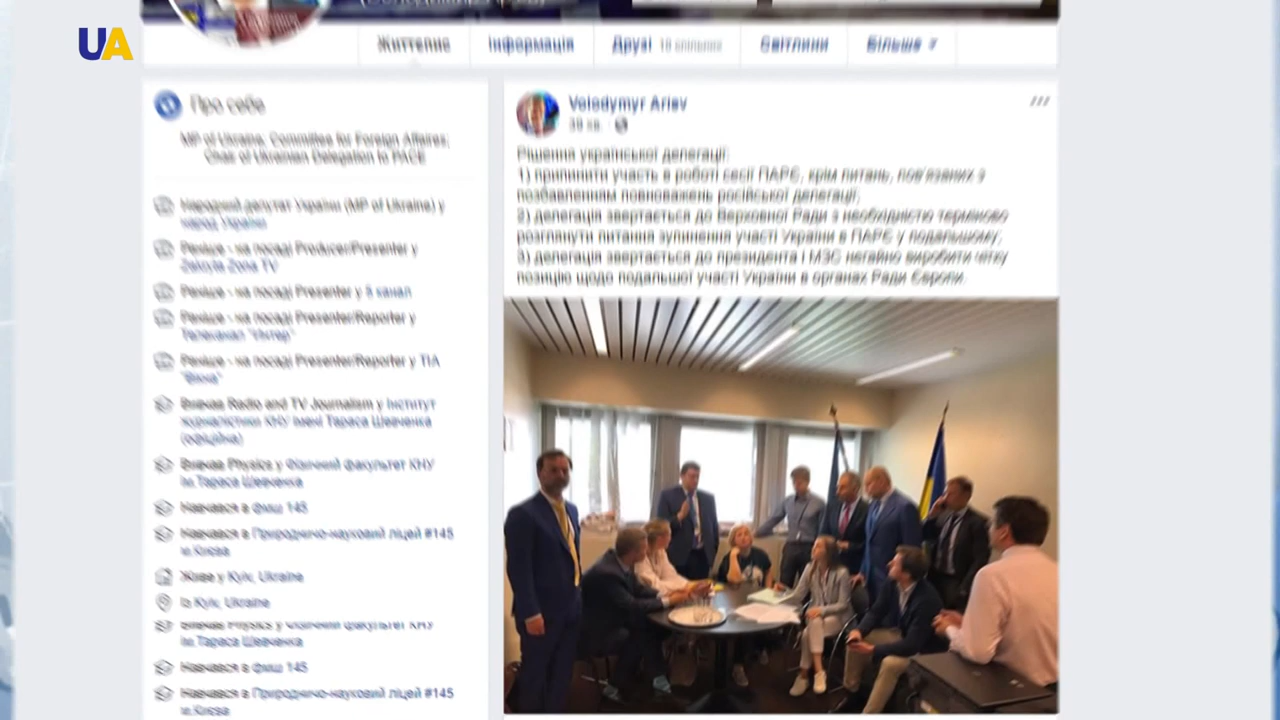 UA
Життєпис
Інформація
Друзі 18 спільних
Світлини
Більше
Про себе
MP of Ukraine, Committee for Foreign Affairs;
Chair of Ukrainian Delegation to PACE
Народний депутат України (MP of Ukraine) у
народ України
Раніше - на посаді Producer/Presenter у
Zakryta Zona TV
Раніше - на посаді Presenter у 5 канал
Раніше - на посаді Presenter/Reporter у
Телеканал "Интер"
Раніше - на посаді Presenter/Reporter у ТІА
"Вікна"
Вивчав Radio and TV Journalism у Інститут
журналістики КНУ імені Тараса Шевченка
(офіційна)
Вивчав Physics у Фізичний факультет КНУ
ім.Тараса Шевченка
Навчався в фмш 145
Навчався в Природничо-науковий ліцей #145
м.Києва
Живе у Kyiv, Ukraine
Із Kyiv, Ukraine
Вивчав Physics у Фізичний факультет КНУ
ім.Тараса Шевченка
Навчався в фмш 145
Навчався в Природничо-науковий ліцей #145
м.Києва
Volodymyr Ariev
Рішення української делегації:
1) припинити участь в роботі сесії ПАРЄ, крім питань, пов'язаних з
позбавленням повноважень російської делегації;
2) делегація звертається до Верховної Ради з необхідністю терміново
розглянути питання зупинення участі України в ПАРЄ у подальшому;
3) делегація звертається до президента і МЗС негайно виробити чітку
позицію щодо подальшої участі України в органах Ради Європи.